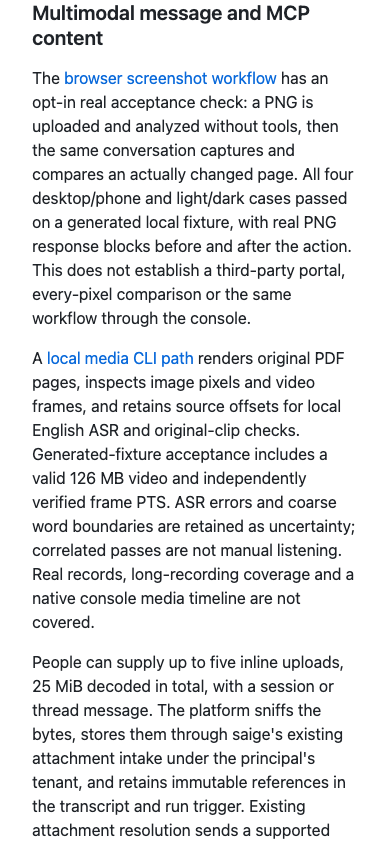 Multimodal message and MCP
content
The browser screenshot workflow has an
opt-in real acceptance check: a PNG is
uploaded and analyzed without tools, then
the same conversation captures and
compares an actually changed page. All four
desktop/phone and light/dark cases passed
on a generated local fixture, with real PNG
response blocks before and after the action.
This does not establish a third-party portal,
every-pixel comparison or the same
workflow through the console.
A local media CLI path renders original PDF
pages, inspects image pixels and video
frames, and retains source offsets for local
English ASR and original-clip checks.
Generated-fixture acceptance includes a
valid 126 MB video and independently
verified frame PTS. ASR errors and coarse
word boundaries are retained as uncertainty;
correlated passes are not manual listening.
Real records, long-recording coverage and a
native console media timeline are not
covered.
People can supply up to five inline uploads,
25 MiB decoded in total, with a session or
thread message. The platform sniffs the
bytes, stores them through saige's existing
attachment intake under the principal's
tenant, and retains immutable references in
the transcript and run trigger. Existing
attachment resolution sends a supported